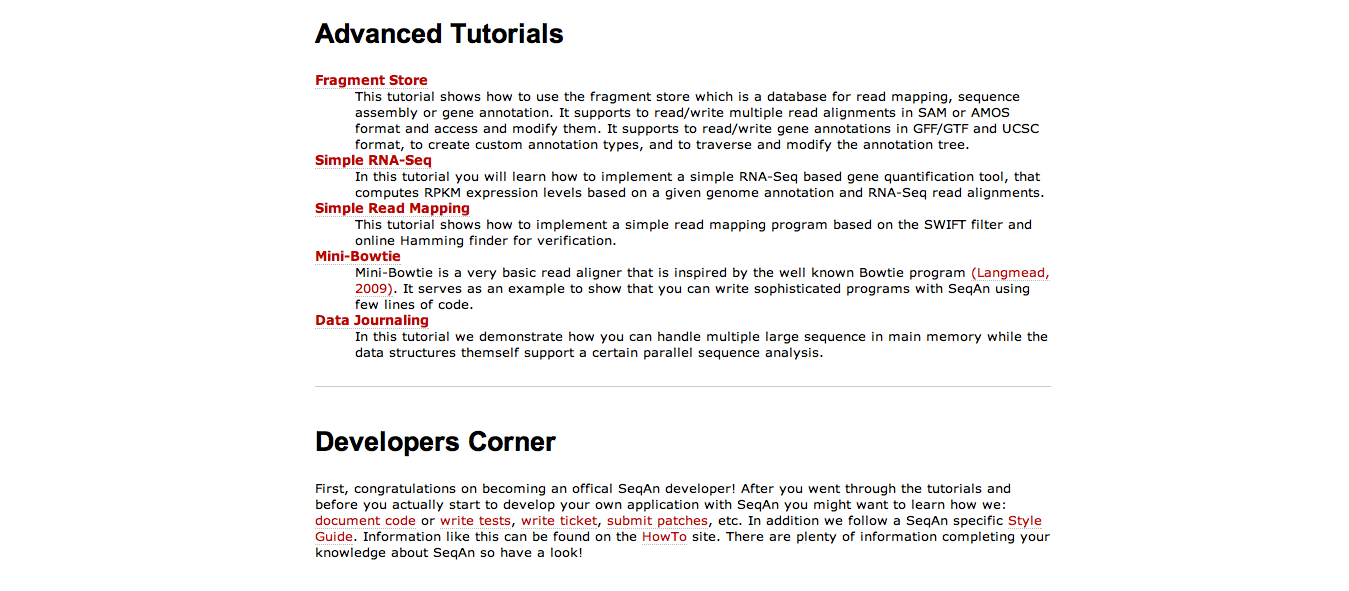 Advanced Tutorials
Fragment Store
This tutorial shows how to use the fragment store which is a database for read mapping, sequence
assembly or gene annotation. It supports to read/write multiple read alignments in SAM or AMOS
format and access and modify them. It supports to read/write gene annotations in GFF/GTF and UCSC
format, to create custom annotation types, and to traverse and modify the annotation tree.
Simple RNA-Seq
In this tutorial you will learn how to implement a simple RNA-Seq based gene quantification tool, that
computes RPKM expression levels based on a given genome annotation and RNA-Seq read alignments.
Simple Read Mapping
This tutorial shows how to implement a simple read mapping program based on the SWIFT filter and
online Hamming finder for verification.
Mini-Bowtie
Mini-Bowtie is a very basic read aligner that is inspired by the well known Bowtie program (Langmead,
2009). It serves as an example to show that you can write sophisticated programs with SeqAn using
few lines of code.
Data Journaling
In this tutorial we demonstrate how you can handle multiple large sequence in main memory while the
data structures themself support a certain parallel sequence analysis.
Developers Corner
First, congratulations on becoming an offical SeqAn developer! After you went through the tutorials and
before you actually start to develop your own application with SeqAn you might want to learn how we:
document code or write tests, write ticket, submit patches, etc. In addition we follow a SeqAn specific Style
Guide. Information like this can be found on the HowTo site. There are plenty of information completing your
knowledge about SeqAn so have a look!